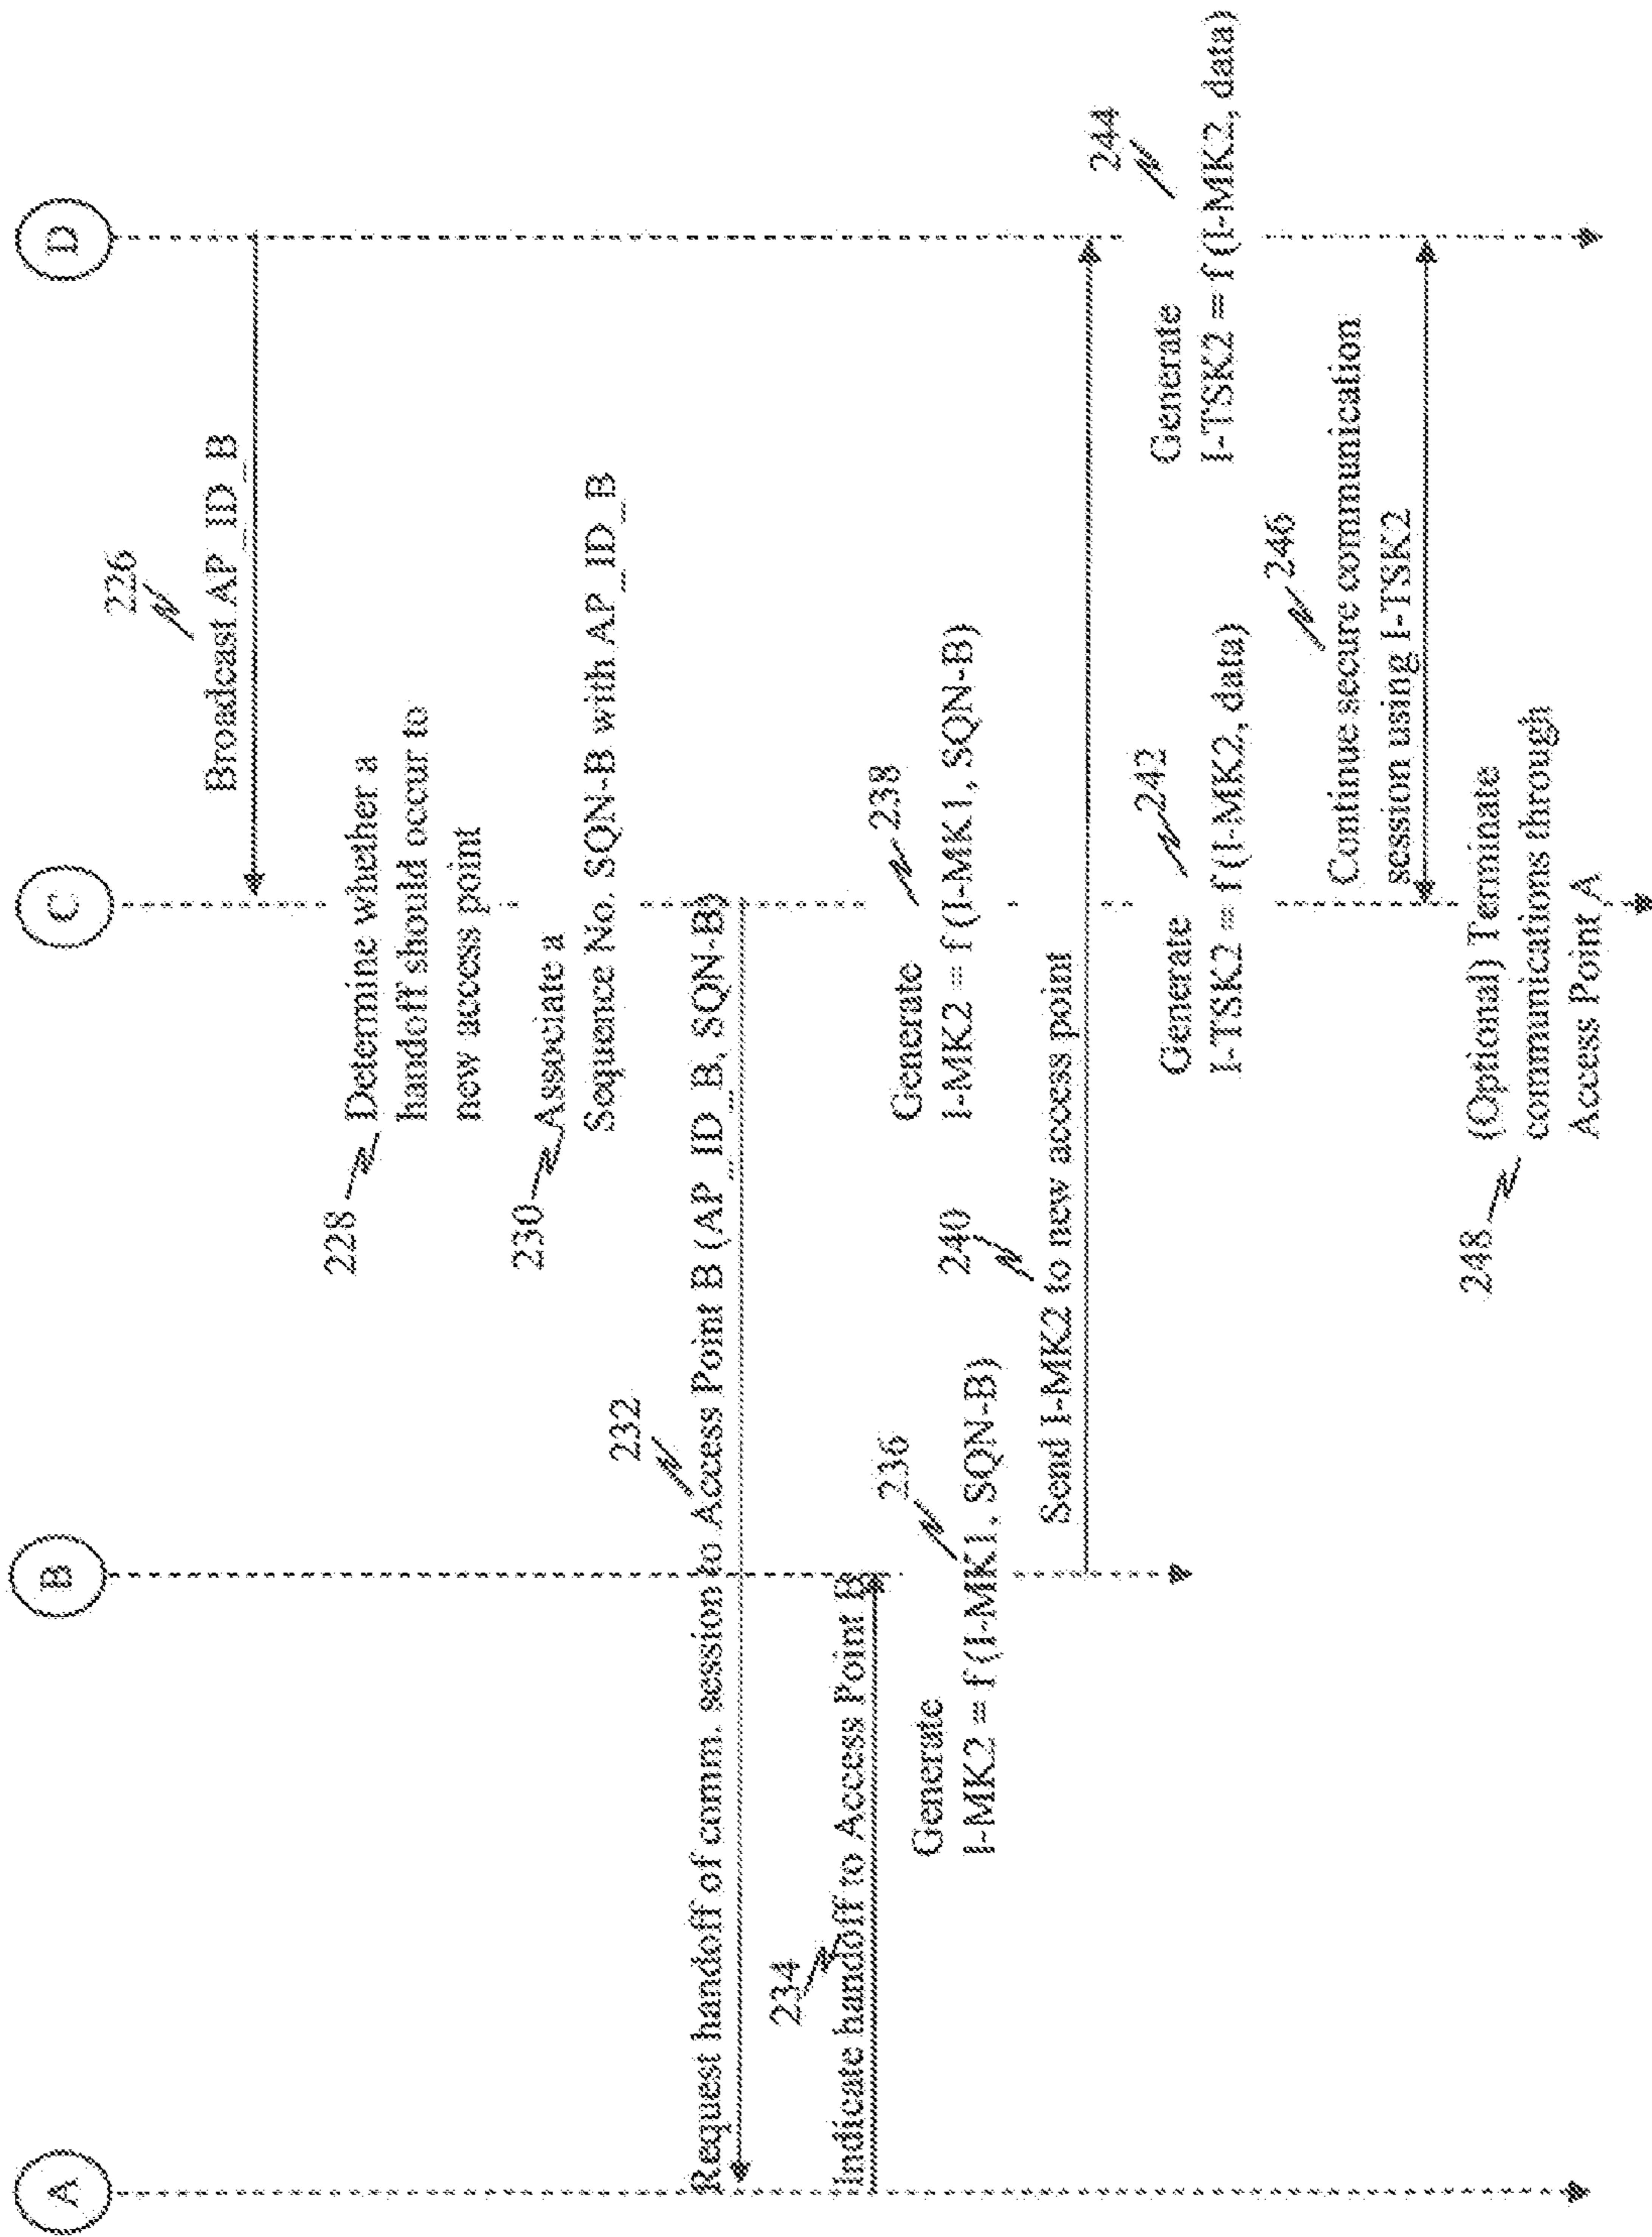 A
B
C
D
226
Broadcast AP_ID_B
228
Determine whether a
handoff should occur to
new access point
230
Associate a
Sequence No. SQN-B with AP_ID_B
232
Request handoff of comm. session to Access Point B (AP_ID_B, SQN-B)
234
Indicate handoff to Access Point B
236
Generate
I-MK2 = f (I-MK1, SQN-B)
238
Generate
I-MK2 = f (I-MK1, SQN-B)
240
Send I-MK2 to new access point
242
Generate
I-TSK2 = f (I-MK2, data)
244
Generate
I-TSK2 = f (I-MK2, data)
246
Continue secure communication
session using I-TSK2
248
(Optional) Terminate
communications through
Access Point A